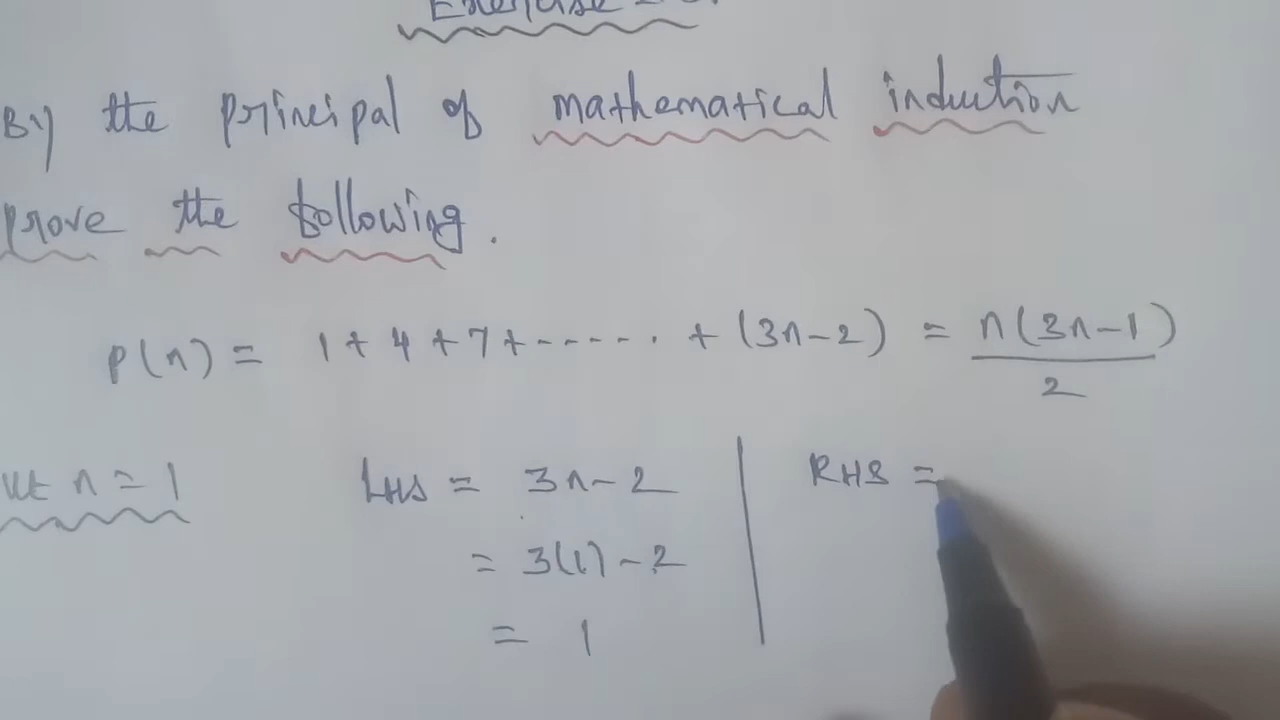 Exercise
By the principal of mathematical induction
prove the following.
P(n) = 1 + 4 + 7 + ...... + (3n-2) = n(3n-1)
2
n = 1 LHS = 3n-2 RHS =
= 3(1) - 2
= 1